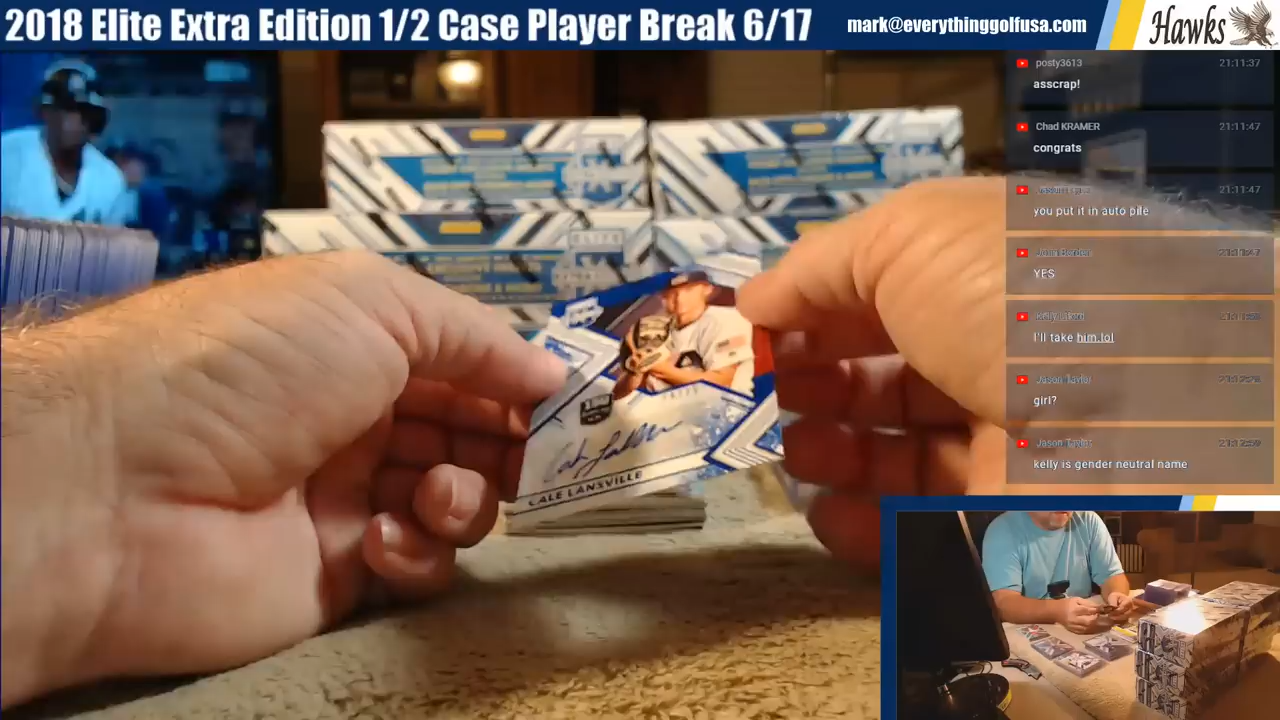 2018 Elite Extra Edition 1/2 Case Player Break 6/17
mark@everythinggolfusa.com
Hawks
posty3613 21:11:37
asscrap!
Chad KRAMER 21:11:47
congrats
21:11:47
you put it in auto pile
YES
I'll take him.lol
Jason Taylor
girl?
Jason Taylor
kelly is gender neutral name
CALE LANSVILLE